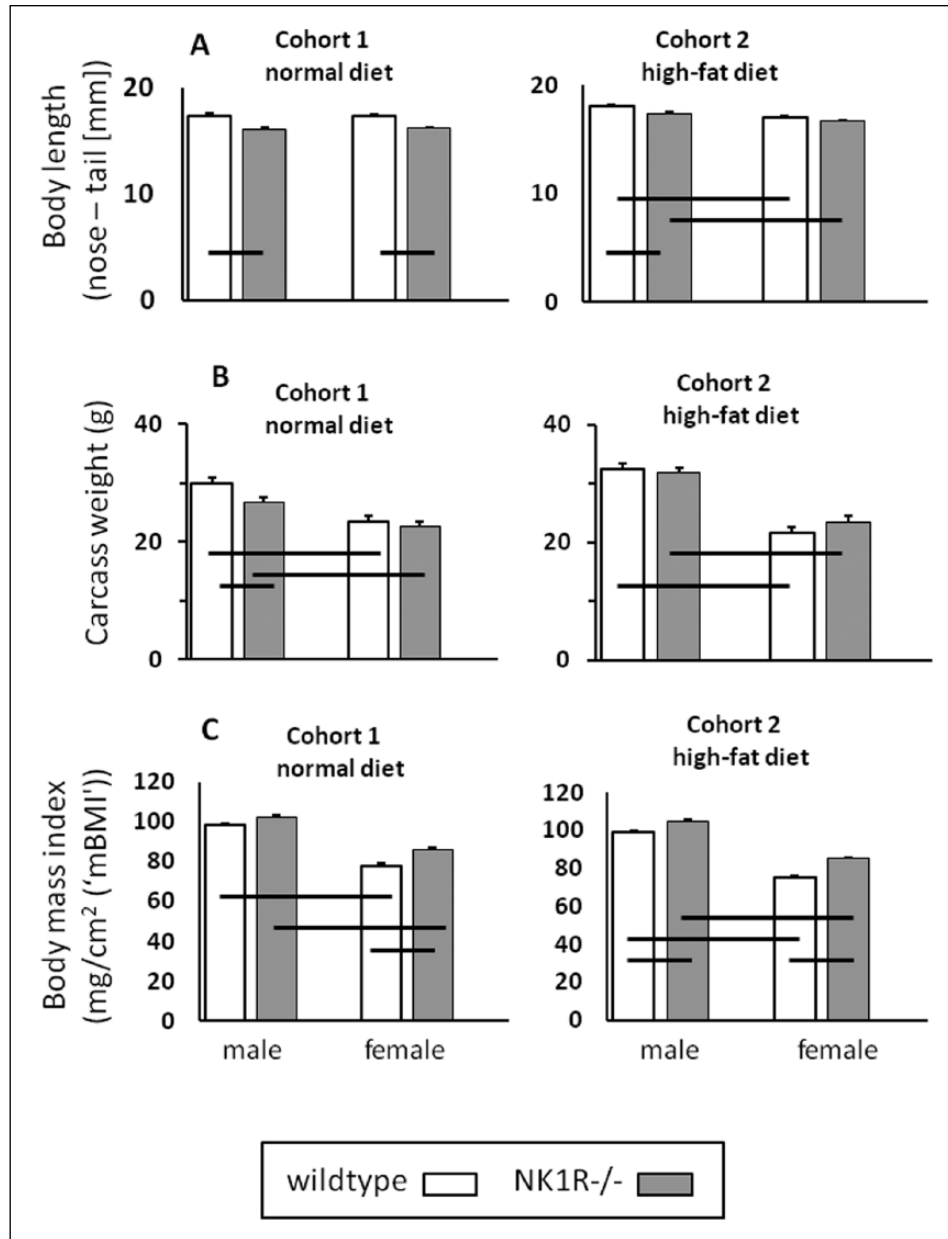 A
Cohort 1
normal diet
Cohort 2
high-fat diet
Body length
(nose – tail [mm])
20
10
0
20
10
0
B
Cohort 1
normal diet
Cohort 2
high-fat diet
Carcass weight (g)
40
20
0
40
20
0
C
Cohort 1
normal diet
Cohort 2
high-fat diet
Body mass index
(mg/cm² (‘mBMI'))
120
100
80
60
40
20
0
120
100
80
60
40
20
0
male female male female
wildtype NK1R-/-